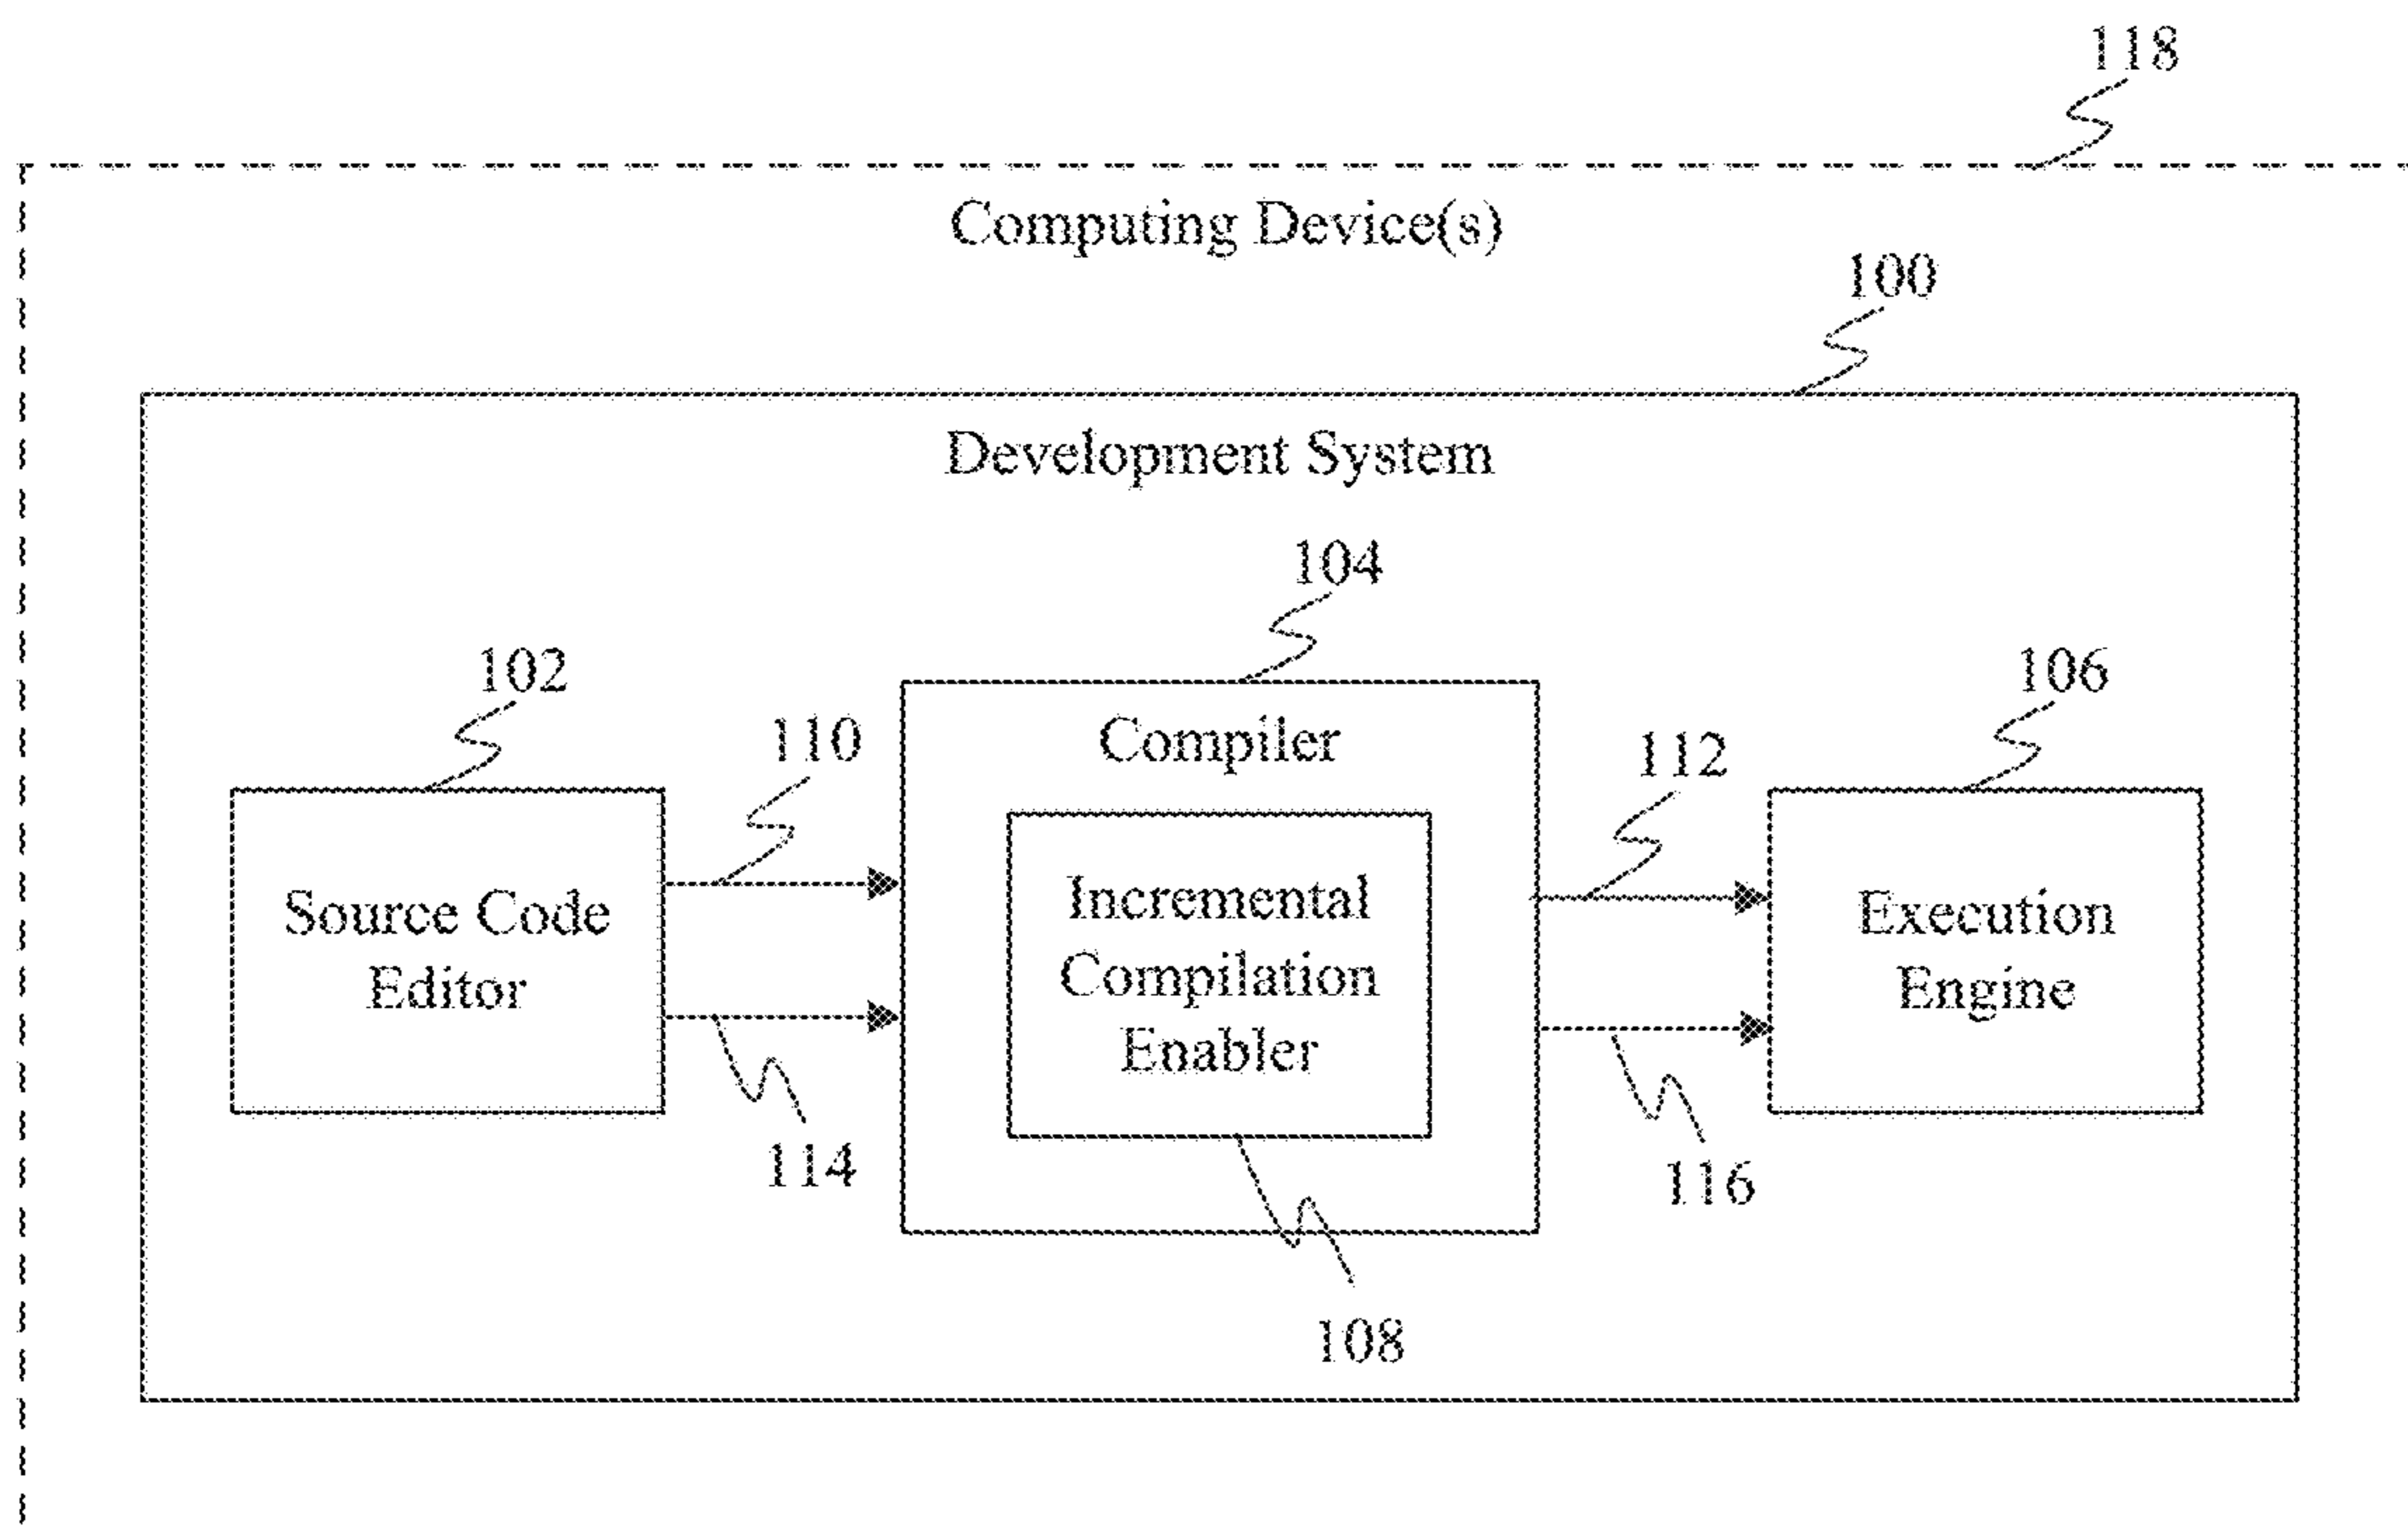 118
Computing Device(s)
100
Development System
104
102
106
110
Compiler
112
Source Code
Editor
Incremental
Compilation
Enabler
Execution
Engine
114
116
108